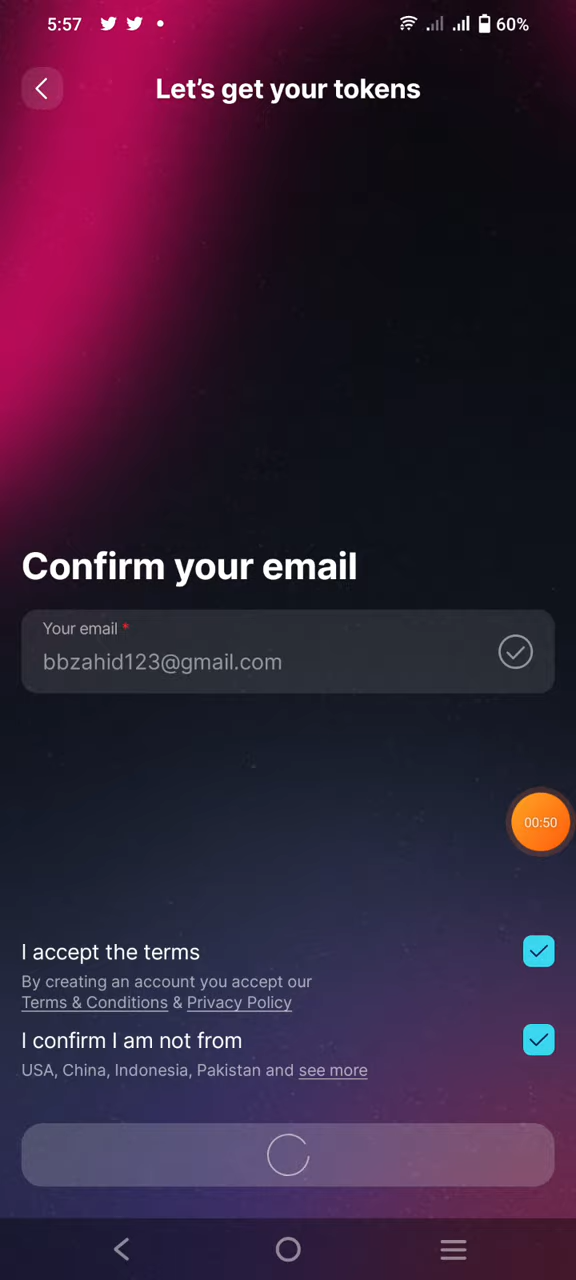 5:57
60%
Let's get your tokens
Confirm your email
Your email *
bbzahid123@gmail.com
00:50
I accept the terms
By creating an account you accept our
Terms & Conditions & Privacy Policy
I confirm I am not from
USA, China, Indonesia, Pakistan and see more